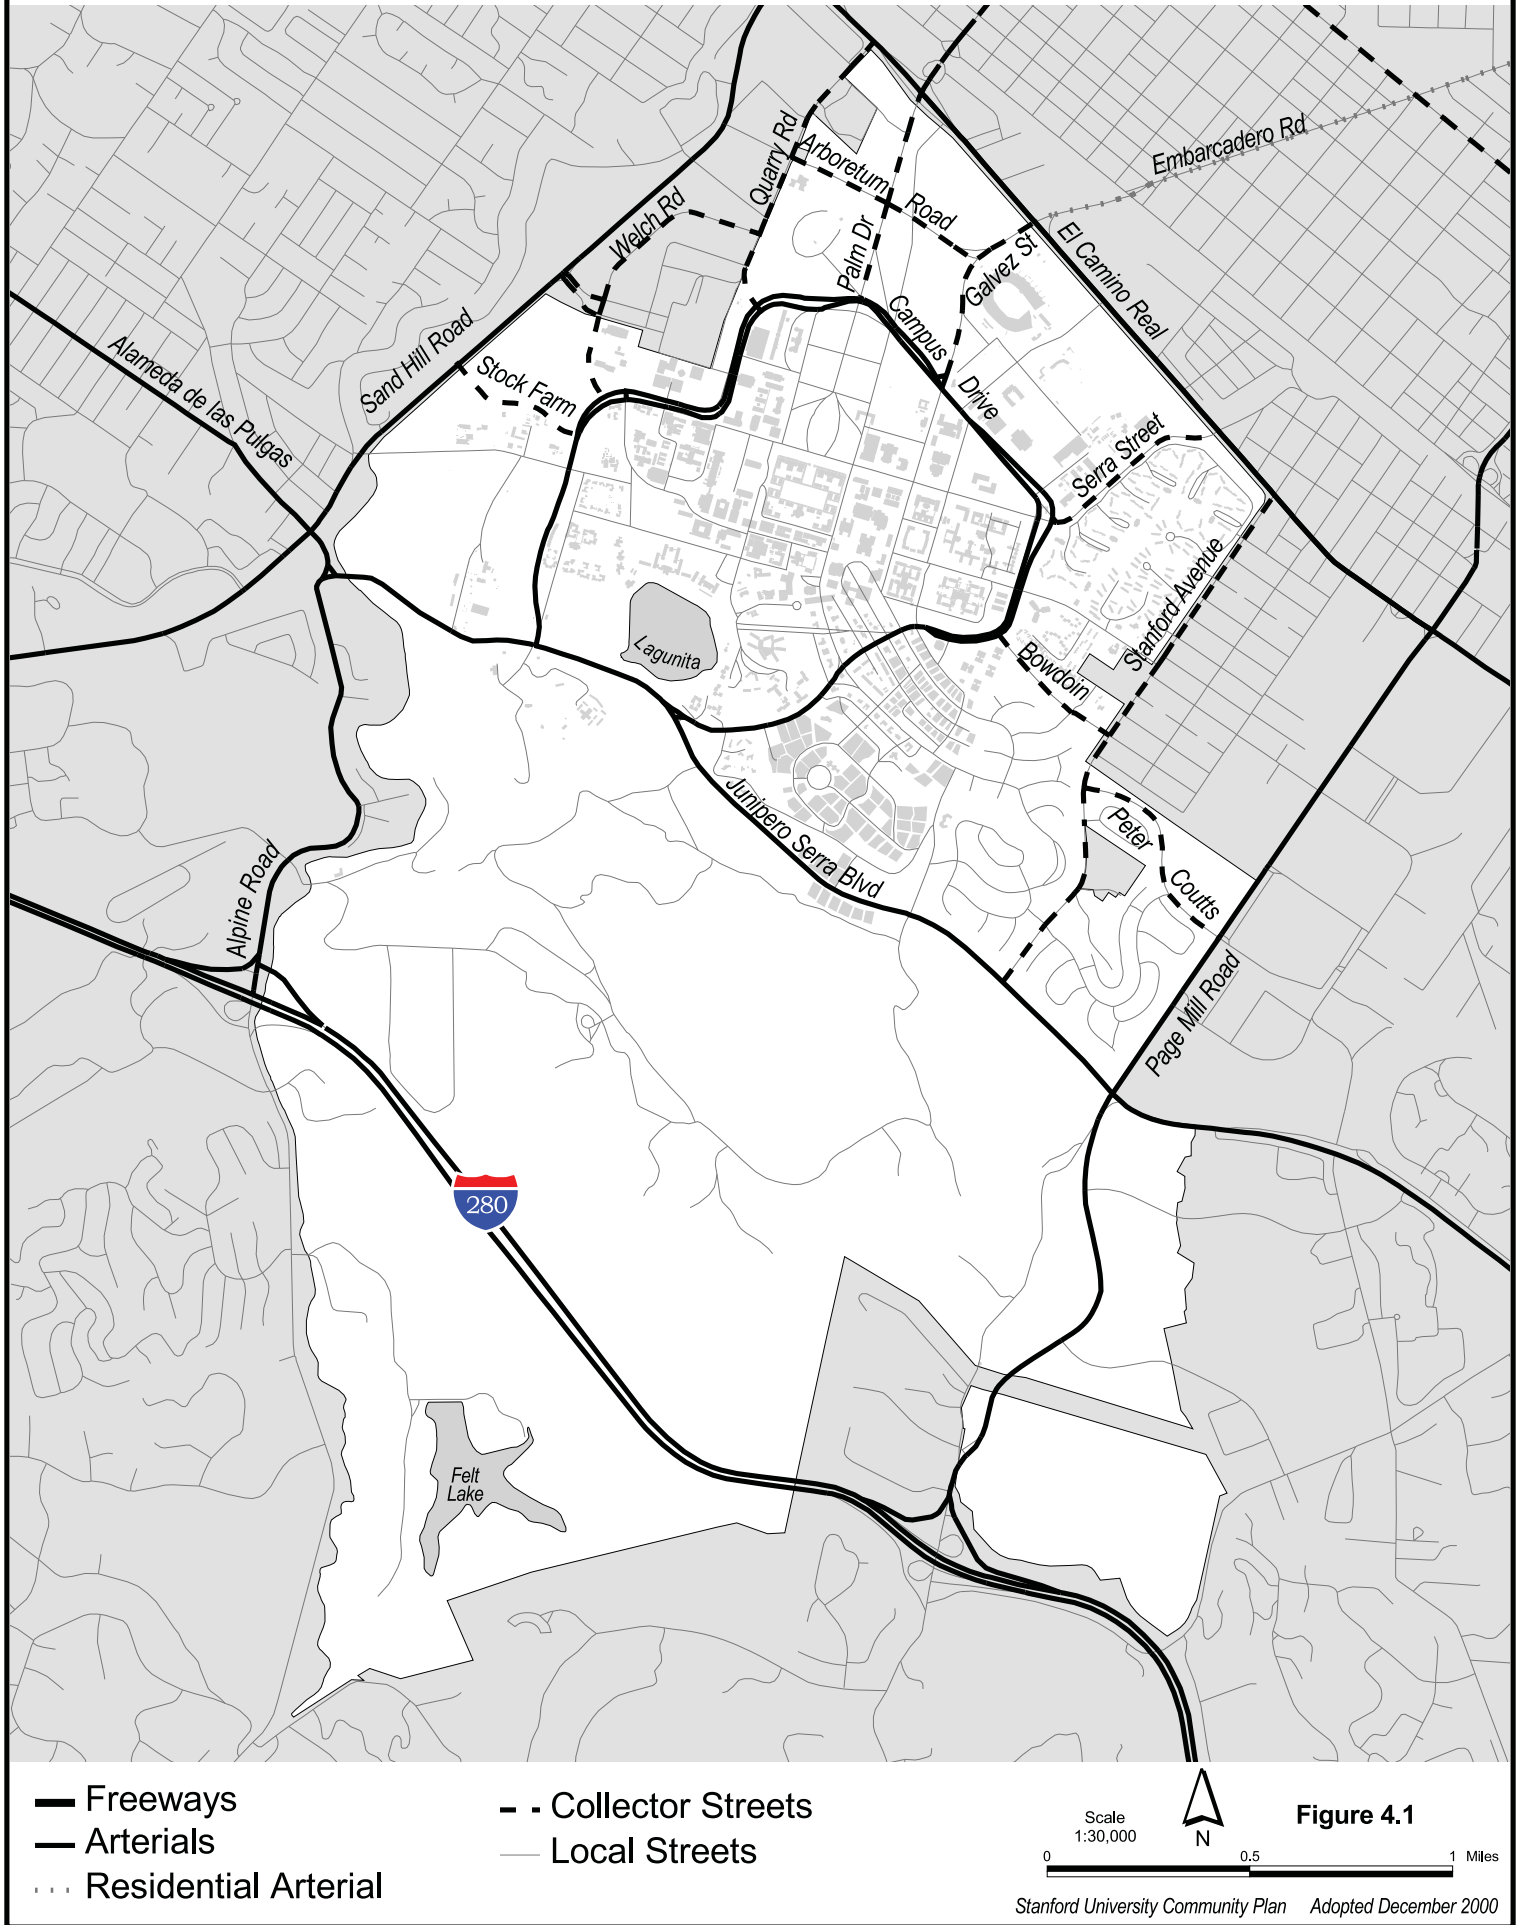 Embarcadero Rd
Quarry Rd
Arboretum
Road
Welch Rd
Palm Dr
Galvez St
El Camino Real
Campus
Drive
Sand Hill Road
Alameda de las Pulgas
Stock Farm
Serra Street
Stanford Avenue
Lagunita
Bowdoin
Junipero Serra Blvd
Peter
Coutts
Alpine Road
Page Mill Road
280
Felt
Lake
Freeways
Arterials
Residential Arterial
Collector Streets
Local Streets
Scale
1:30,000
N
Figure 4.1
0 0.5 1 Miles
Stanford University Community Plan Adopted December 2000